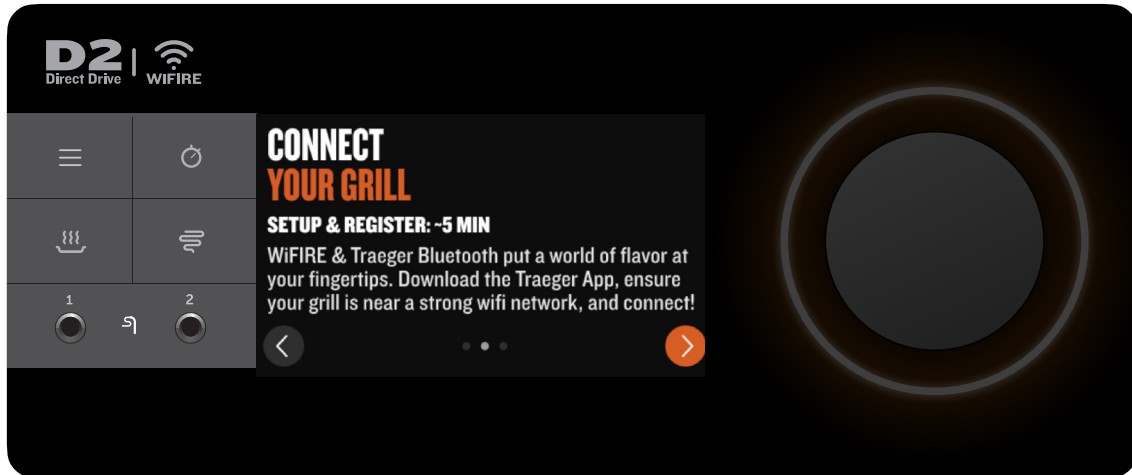 D2
Direct Drive
WiFIRE
CONNECT
YOUR GRILL
SETUP & REGISTER: ~5 MIN
WiFIRE & Traeger Bluetooth put a world of flavor at
your fingertips. Download the Traeger App, ensure
your grill is near a strong wifi network, and connect!
1
2